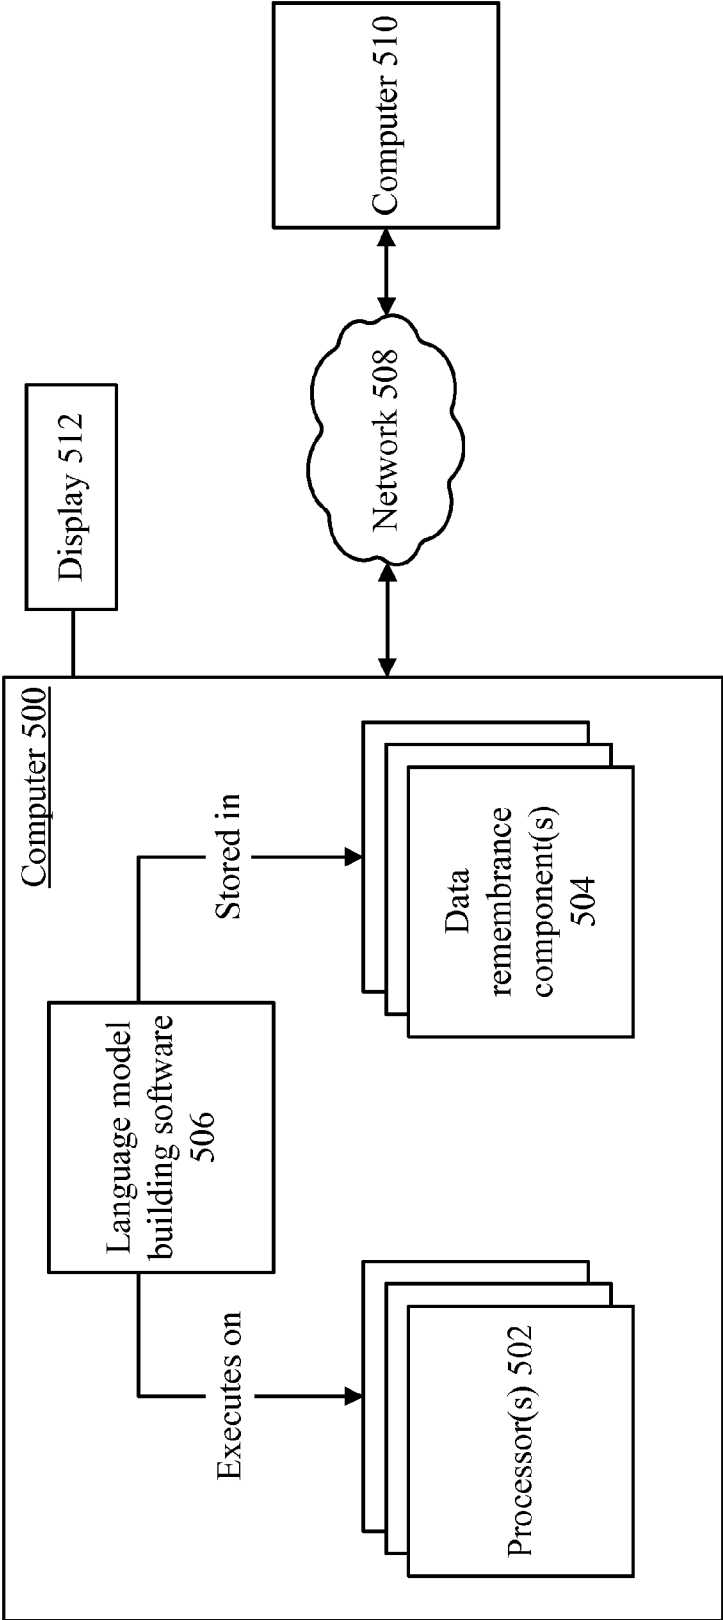 Computer 500
Language model
building software
506
Executes on
Stored in
Processor(s) 502
Data
remembrance
component(s)
504
Display 512
Network 508
Computer 510